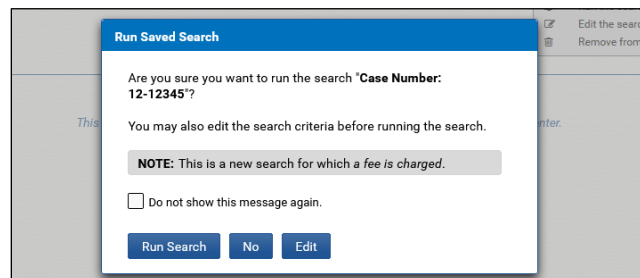 Edit the sear
Remove from
Run Saved Search
Are you sure you want to run the search "Case Number:
12-12345"?
This
nter.
You may also edit the search criteria before running the search.
NOTE: This is a new search for which a fee is charged.
Do not show this message again.
Run Search
No
Edit